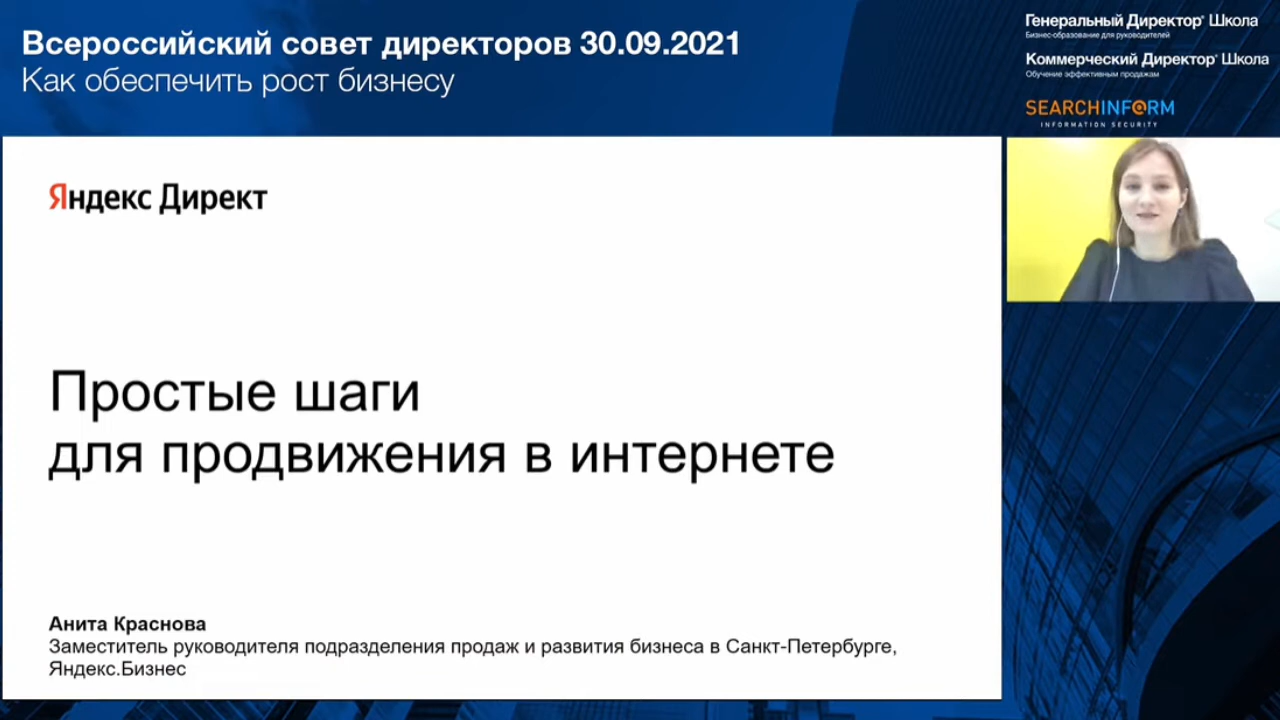 Всероссийский совет директоров 30.09.2021
Как обеспечить рост бизнесу
Генеральный Директор® Школа
Бизнес-образование для руководителей
Коммерческий Директор® Школа
Обучение эффективным продажам
SEARCHINF@RM
INFORMATION SECURITY
Яндекс Директ
Простые шаги
для продвижения в интернете
Анита Краснова
Заместитель руководителя подразделения продаж и развития бизнеса в Санкт-Петербурге,
Яндекс.Бизнес